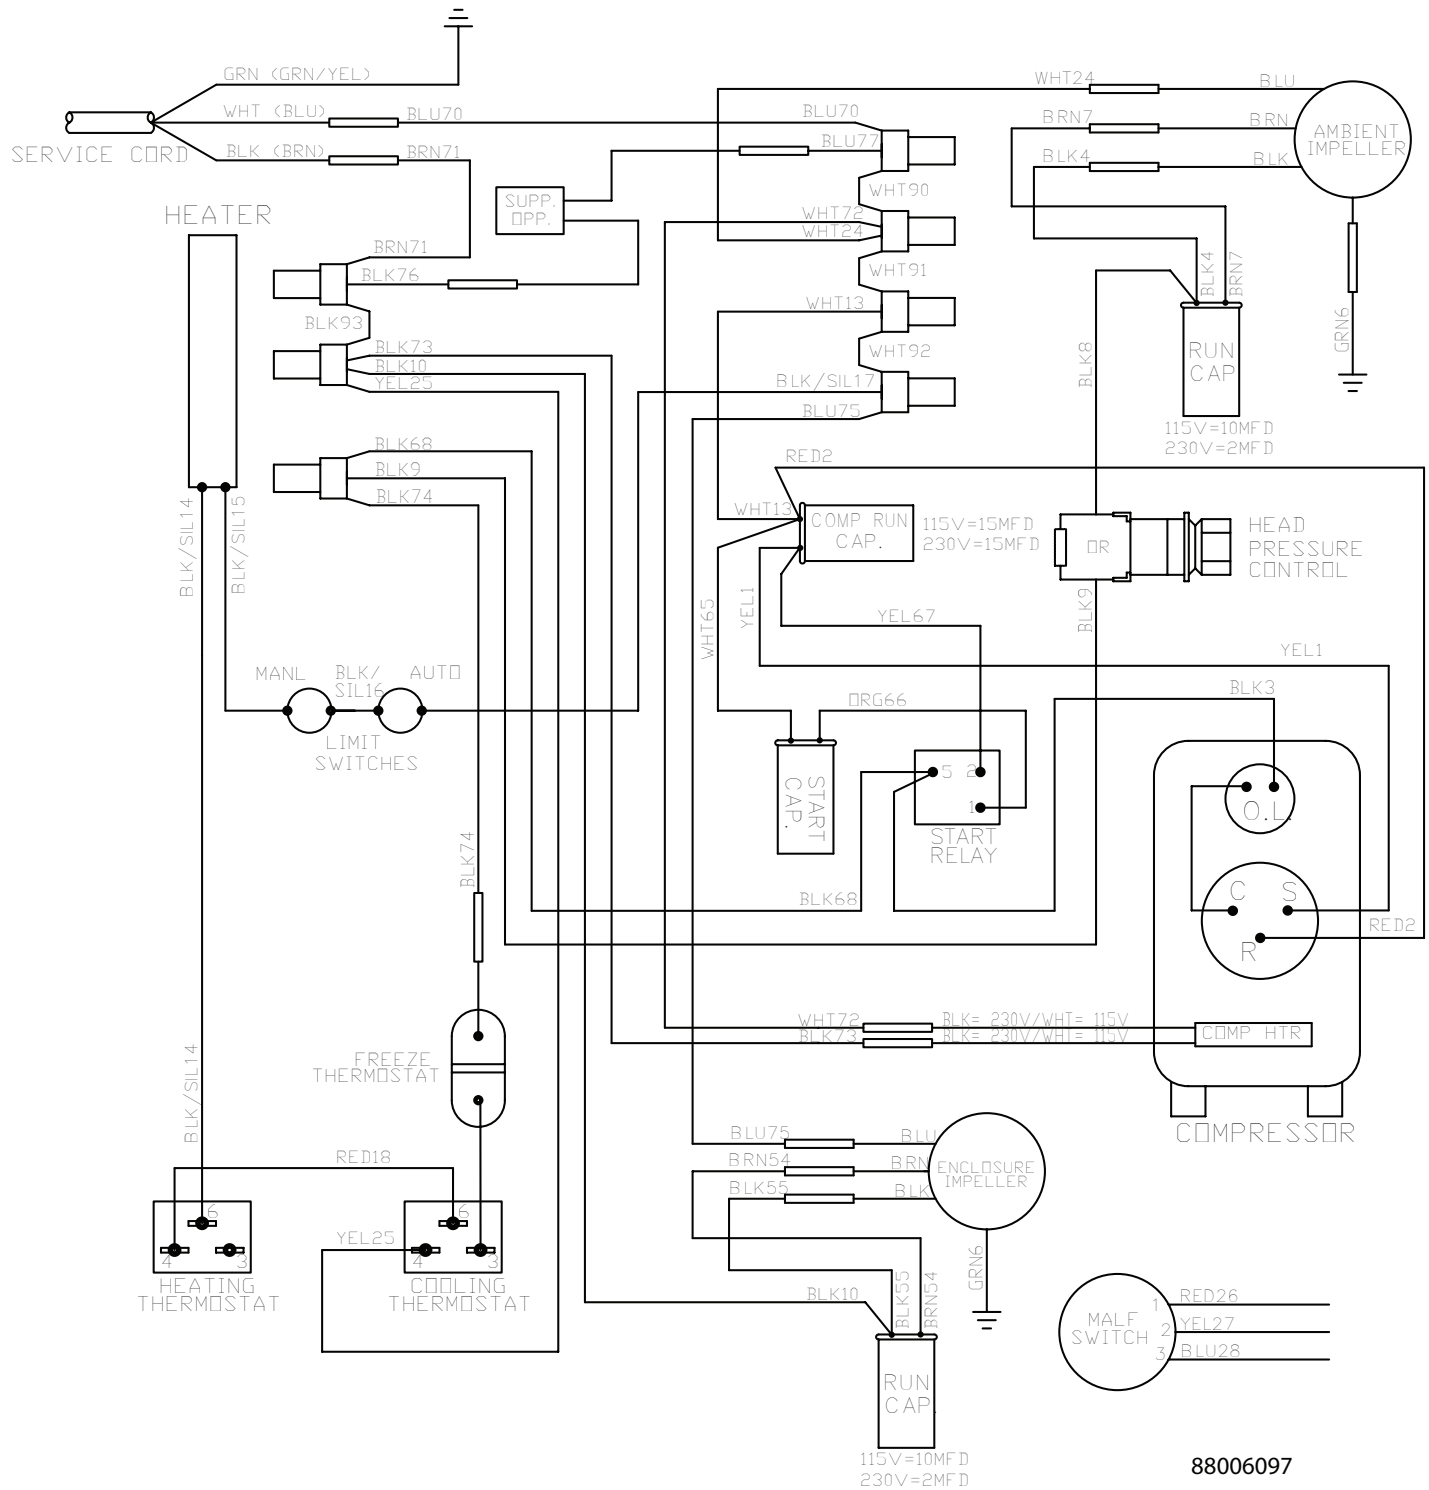 GRN (GRN/YEL)
WHT (BLU)
BLU70
BLK (BRN)
BRN71
SERVICE CORD
BLU70
BLU77
WHT90
WHT72
WHT24
WHT91
WHT13
WHT92
BLK/SIL17
BLU75
WHT24
BLU
BRN7
BRN
BLK4
BLK
AMBIENT
IMPELLER
GRN6
BLK4
BRN7
RUN
CAP
115V=10MFD
230V=2MFD
BLK8
SUPP.
OPP.
HEATER
BRN71
BLK76
BLK93
BLK73
BLK10
YEL25
BLK68
BLK9
BLK74
BLK/SIL14
BLK/SIL15
RED2
WHT13
COMP RUN
CAP.
115V=15MFD
230V=15MFD
OR
HEAD
PRESSURE
CONTROL
BLK9
WHT65
YEL1
YEL67
YEL1
BLK3
MANL
BLK/
SIL16
AUTO
LIMIT
SWITCHES
ORG66
START
CAP.
5
2
1
START
RELAY
O.L.
C
S
R
RED2
BLK74
BLK68
WHT72
BLK= 230V/WHT= 115V
BLK73
BLK= 230V/WHT= 115V
COMP HTR
COMPRESSOR
FREEZE
THERMOSTAT
BLK/SIL14
RED18
6
4
3
HEATING
THERMOSTAT
YEL25
6
4
3
COOLING
THERMOSTAT
BLU75
BLU
BRN54
BRN
BLK55
BLK
ENCLOSURE
IMPELLER
GRN6
BLK10
BLK55
BRN54
RUN
CAP
115V=10MFD
230V=2MFD
MALF
SWITCH
1
RED26
2
YEL27
3
BLU28
88006097